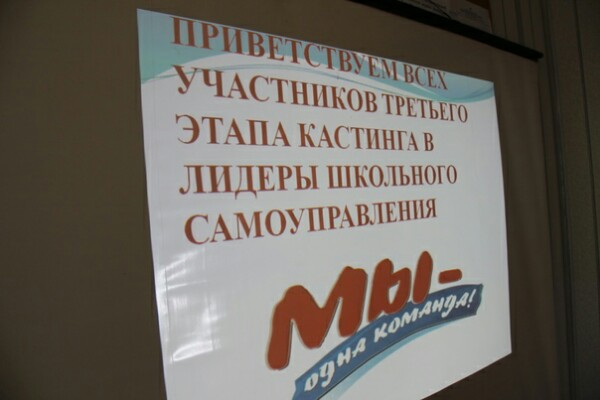 ПРИВЕТСТВУЕМ ВСЕХ
УЧАСТНИКОВ ТРЕТЬЕГО
ЭТАПА КАСТИНГА В
ЛИДЕРЫ ШКОЛЬНОГО
САМОУПРАВЛЕНИЯ
МЫ-
ОДНА КОМАНДА!